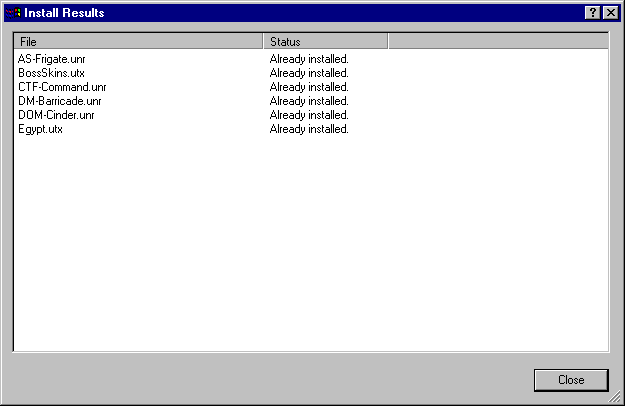 Install Results
File Status
AS-Frigate.unr Already installed.
BossSkins.utx Already installed.
CTF-Command.unr Already installed.
DM-Barricade.unr Already installed.
DOM-Cinder.unr Already installed.
Egypt.utx Already installed.
Close